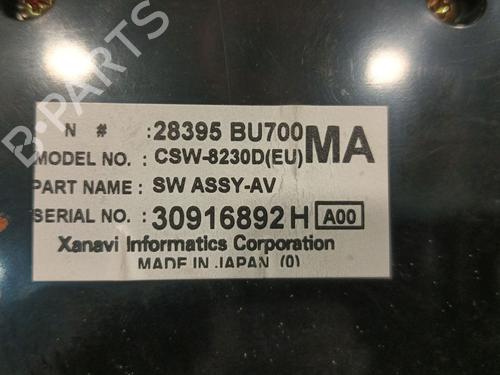 N # : 28395 BU700 MA
MODEL NO. : CSW-8230D(EU)
PART NAME : SW ASSY-AV
SERIAL NO. : 30916892 H A00
Xanavi Informatics Corporation
MADE IN JAPAN (0)
B-PARTS